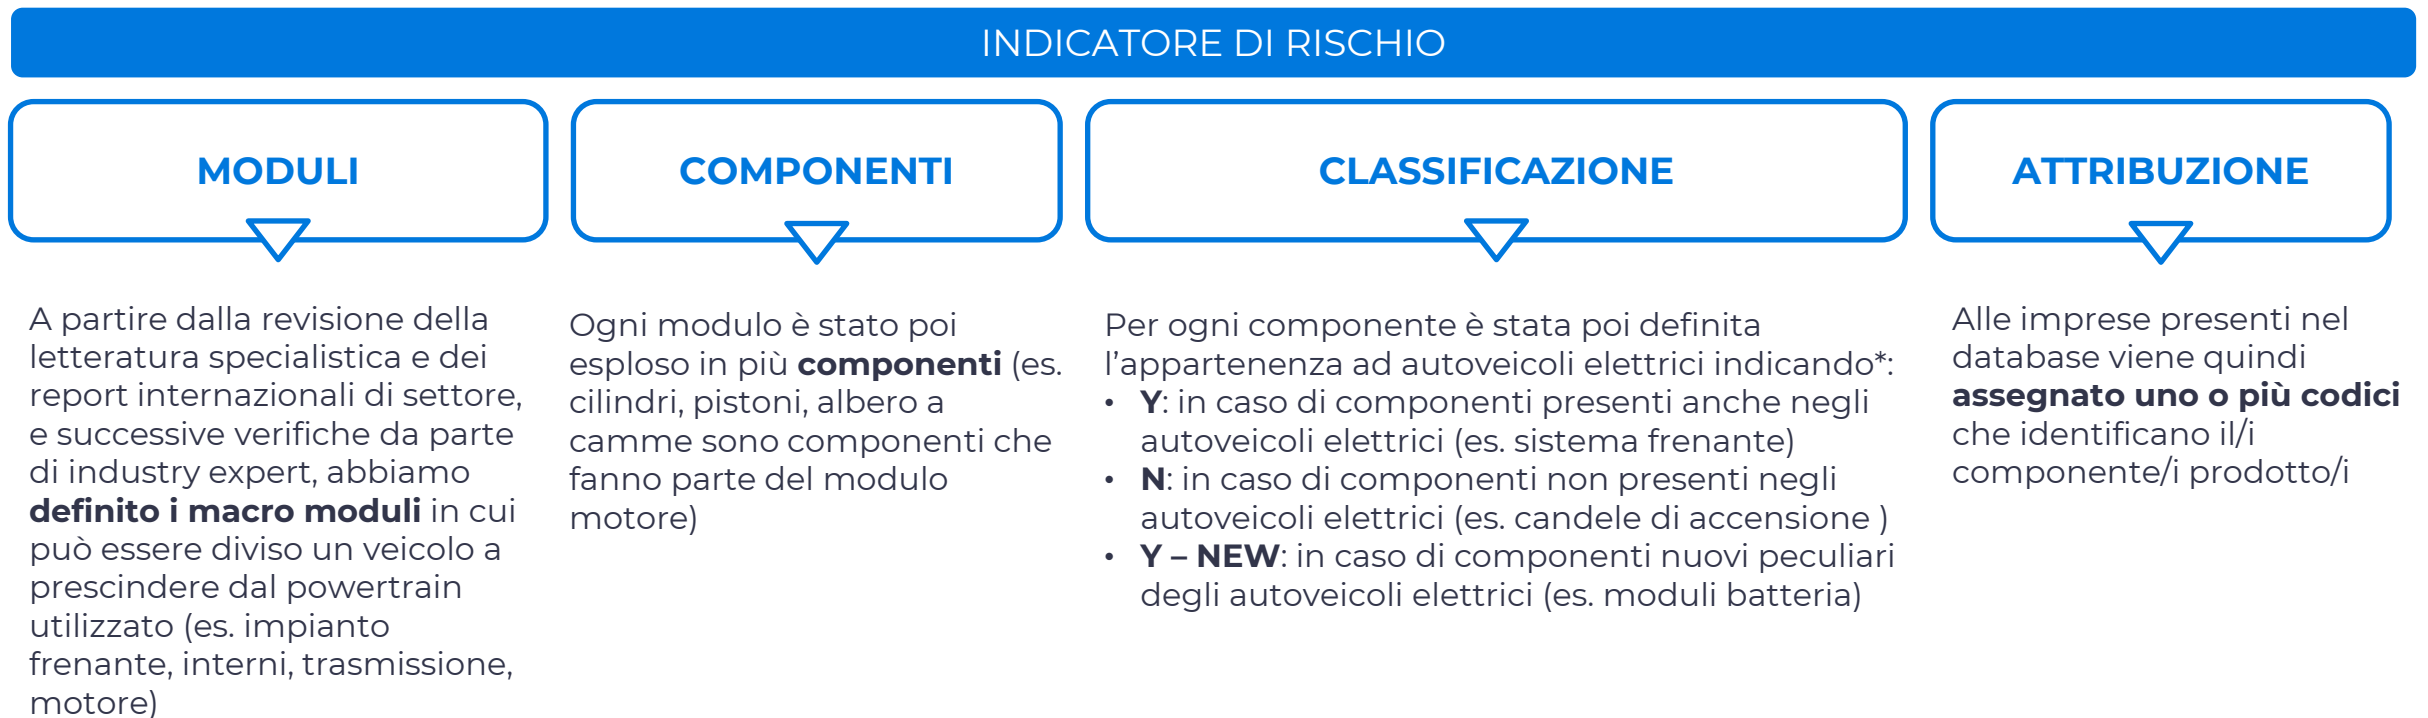 INDICATORE DI RISCHIO
MODULI
A partire dalla revisione della
letteratura specialistica e dei
report internazionali di settore,
e successive verifiche da parte
di industry expert, abbiamo
definito i macro moduli in cui
può essere diviso un veicolo a
prescindere dal powertrain
utilizzato (es. impianto
frenante, interni, trasmissione,
motore)
COMPONENTI
Ogni modulo è stato poi
esploso in più componenti (es.
cilindri, pistoni, albero a
camme sono componenti che
fanno parte del modulo
motore)
CLASSIFICAZIONE
Per ogni componente è stata poi definita
l’appartenenza ad autoveicoli elettrici indicando*:
• Y: in caso di componenti presenti anche negli
autoveicoli elettrici (es. sistema frenante)
• N: in caso di componenti non presenti negli
autoveicoli elettrici (es. candele di accensione )
• Y – NEW: in caso di componenti nuovi peculiari
degli autoveicoli elettrici (es. moduli batteria)
ATTRIBUZIONE
Alle imprese presenti nel
database viene quindi
assegnato uno o più codici
che identificano il/i
componente/i prodotto/i